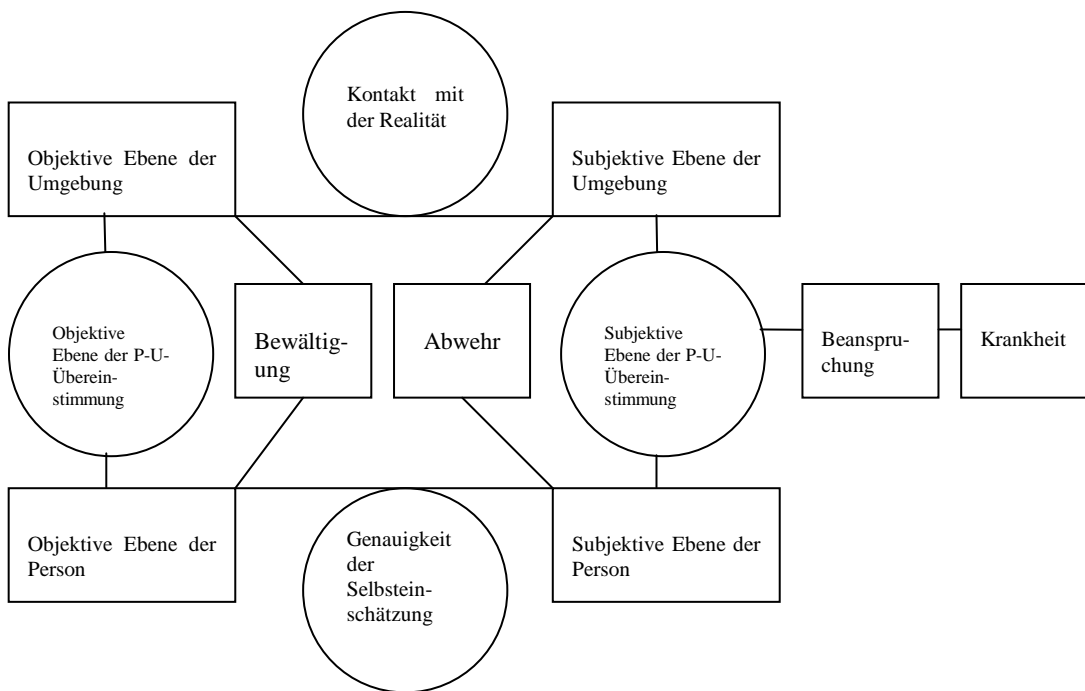 Kontakt mit
der Realität
Objektive Ebene der
Umgebung
Subjektive Ebene der
Umgebung
Objektive
Ebene der P-U-
Überein-
stimmung
Bewältig-
ung
Abwehr
Subjektive
Ebene der P-U-
Überein-
stimmung
Beanspru-
chung
Krankheit
Objektive Ebene der
Person
Genauigkeit
der
Selbstein-
schätzung
Subjektive Ebene der
Person